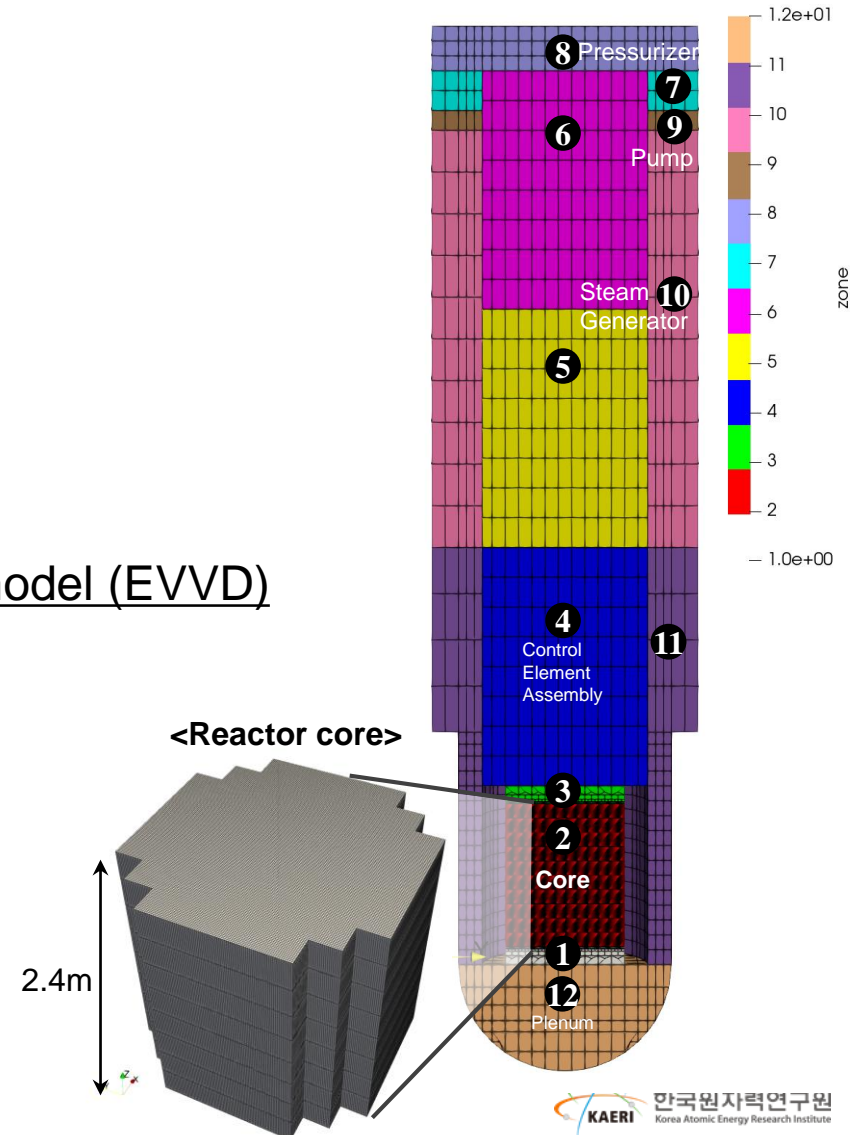 8 Pressurizer
7
6
9
Pump
Steam 10
Generator
5
4
Control
Element
Assembly
11
3
2
Core
1
12
Plenum
1.2e+01
11
10
9
8
7
6
5
4
3
2
1.0e+00
zone
model (EVVD)
<Reactor core>
2.4m
Z
X
KAERI
한국원자력연구원
Korea Atomic Energy Research Institute